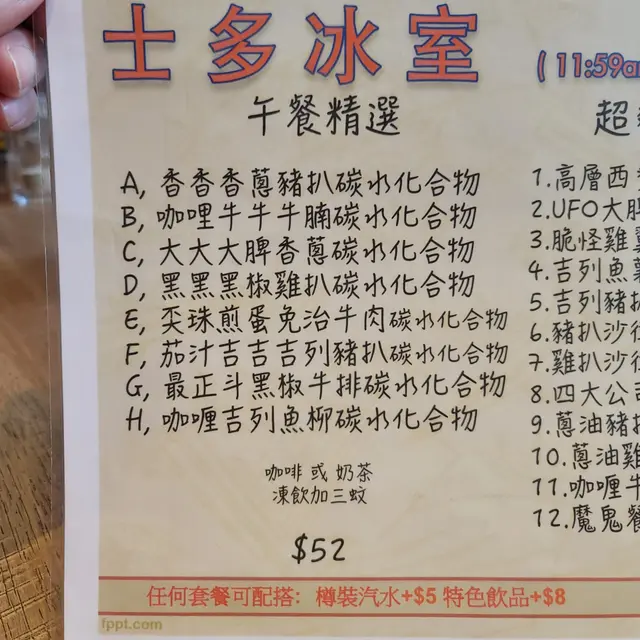 士多冰室
(11:59a
午餐精選
超
A, 香香香蔥豬扒碳水化合物
B, 咖哩牛牛牛腩碳水化合物
C, 大大大脾香蔥碳水化合物
D, 黑黑黑椒雞扒碳水化合物
E, 奀珠煎蛋免治牛肉碳水化合物
F, 茄汁吉吉吉列豬扒碳水化合物
G, 最正斗黑椒牛排碳水化合物
H, 咖喱吉列魚柳碳水化合物
咖啡 或 奶茶
凍飲加三蚊
$52
1.高層西
2.UFO大脾
3.脆怪雞
4.吉列魚
5.吉列豬
6.豬扒沙
7.雞扒沙
8.四大公
9.蔥油豬
10.蔥油雞
11.咖喱牛
12.魔鬼餐
任何套餐可配搭: 樽裝汽水+$5 特色飲品+$8
fppt.com